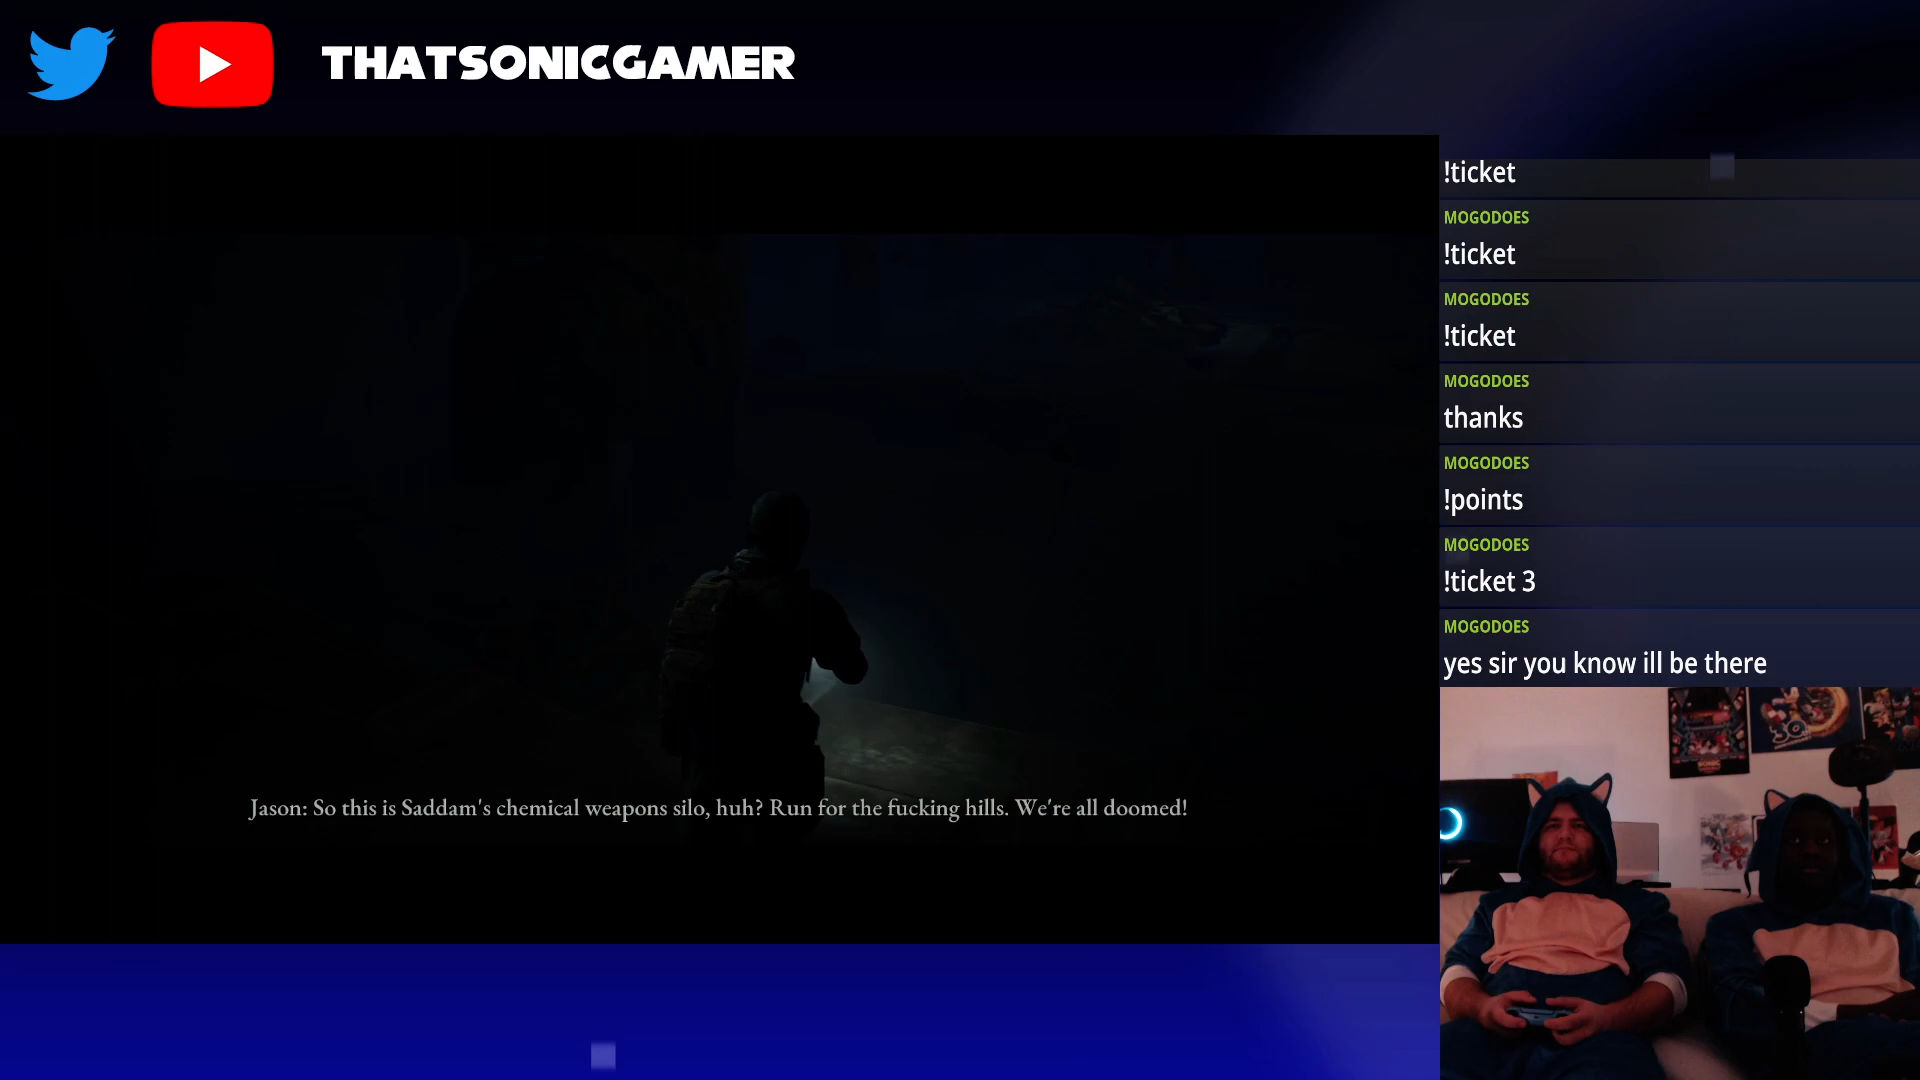 THATSONICGAMER
!ticket
MOGODOES
!ticket
MOGODOES
!ticket
MOGODOES
thanks
MOGODOES
!points
MOGODOES
!ticket 3
MOGODOES
yes sir you know ill be there
Jason: So this is Saddam's chemical weapons silo, huh? Run for the fucking hills. We're all doomed!
SONIC
30